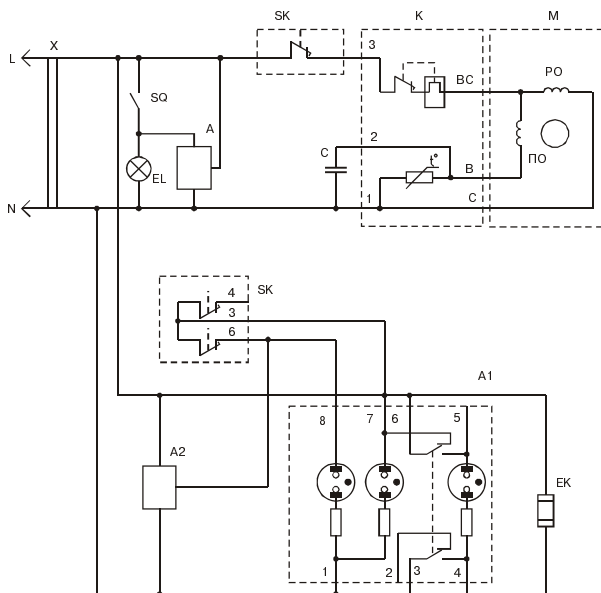 SK K M
X
L 3
BC PO
SQ
A 2
C t° ПО
EL B
1 C
N
4 SK
3
6
A1
8 7 6 5
A2
EK
1 2 3 4